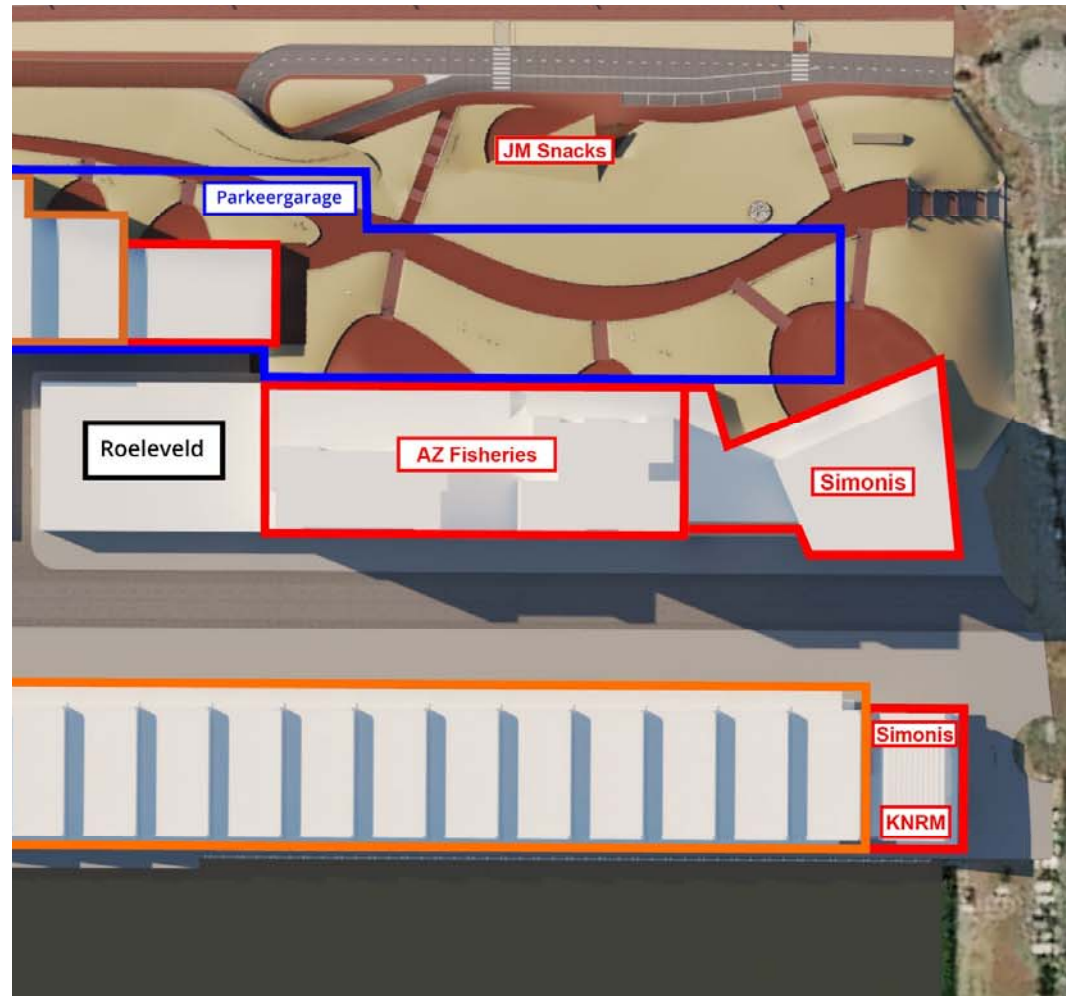 JM Snacks
Parkeergarage
Roeleveld
AZ Fisheries
Simonis
Simonis
KNRM